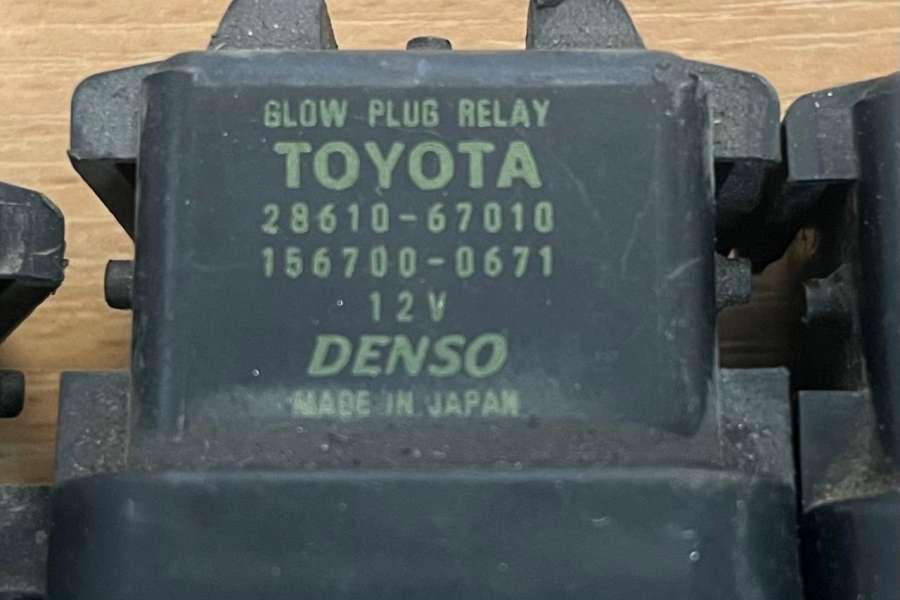 GLOW PLUG RELAY
TOYOTA
28610-67010
156700-0671
12V
DENSO
MADE IN JAPAN